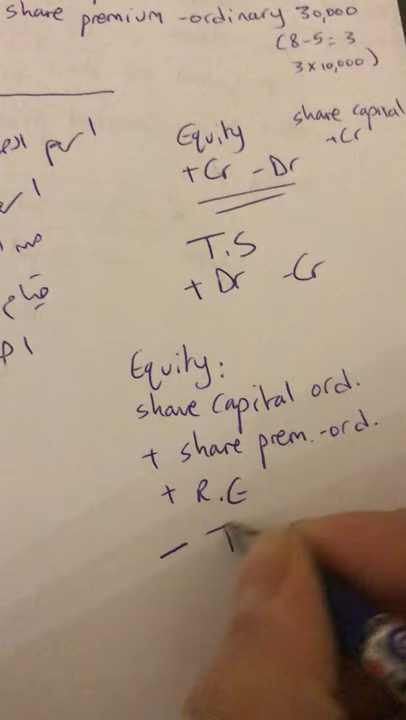 share premium - ordinary 30,000
(8-5=3
3x10,000)
share capital
+Cr
Equity
+Cr -Dr
T.S
+ Dr -Cr
Equity:
share capital ord.
+ share prem. -ord.
+ R.E
- T